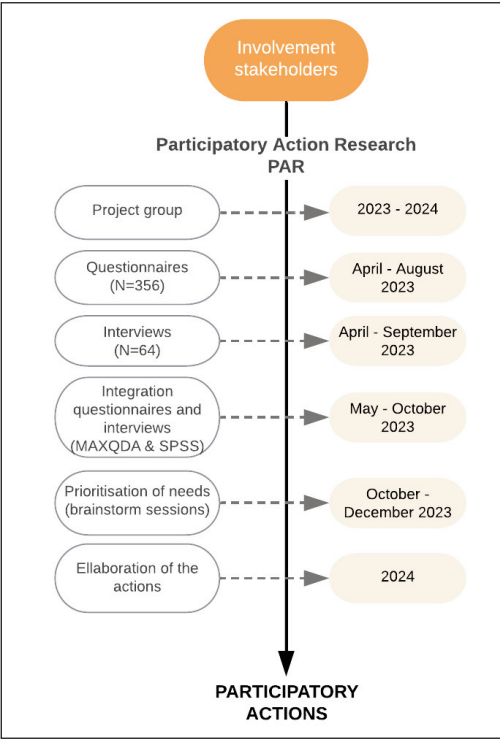 Involvement
stakeholders
Participatory Action Research
PAR
Project group
2023 - 2024
Questionnaires
(N=356)
April - August
2023
Interviews
(N=64)
April - September
2023
Integration
questionnaires and
interviews
(MAXQDA & SPSS)
May - October
2023
Prioritisation of needs
(brainstorm sessions)
October -
December 2023
Ellaboration of the
actions
2024
PARTICIPATORY
ACTIONS